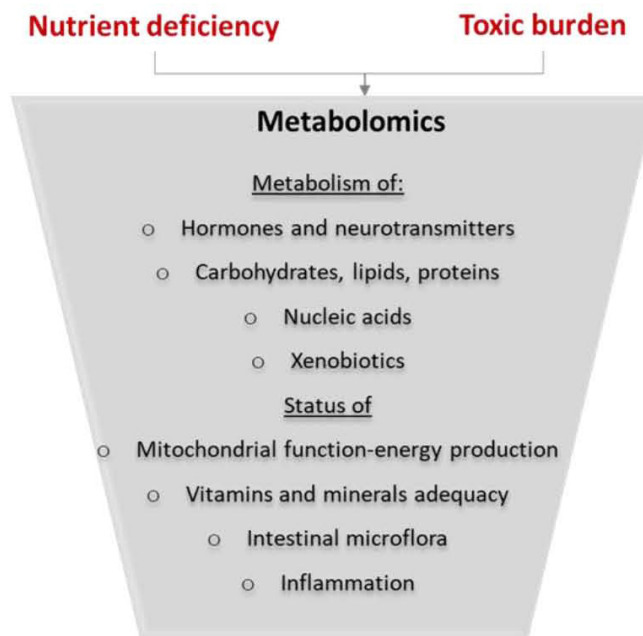 Nutrient deficiency Toxic burden
Metabolomics
Metabolism of:
o Hormones and neurotransmitters
o Carbohydrates, lipids, proteins
o Nucleic acids
o Xenobiotics
Status of
o Mitochondrial function-energy production
o Vitamins and minerals adequacy
o Intestinal microflora
o Inflammation